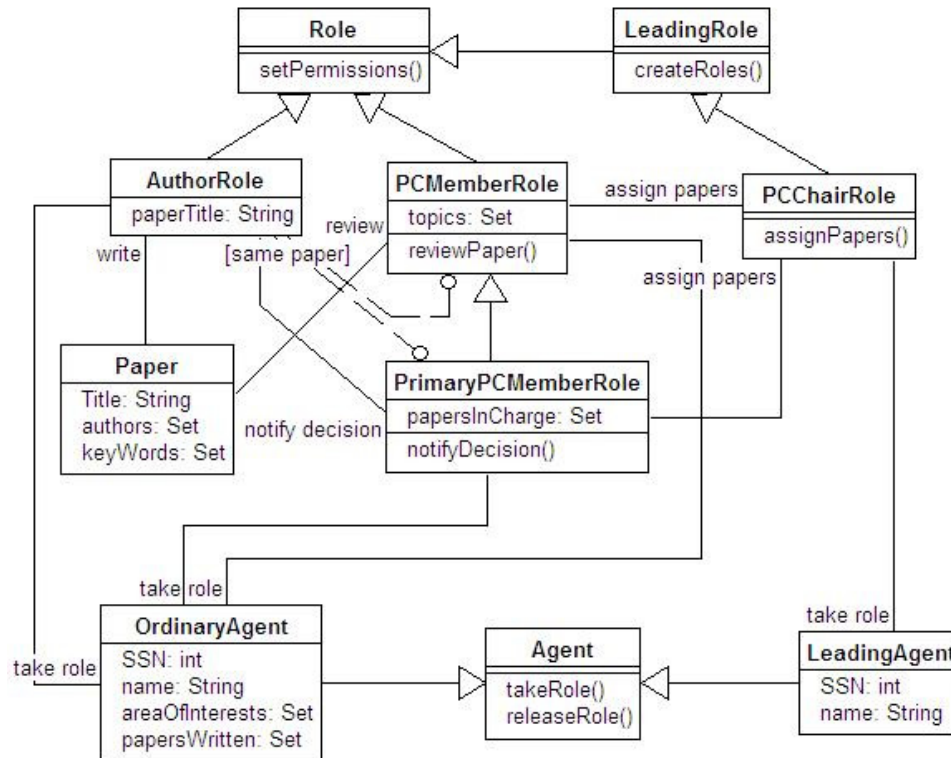 Role
setPermissions()
LeadingRole
createRoles()
AuthorRole
paperTitle: String
PCMemberRole
topics: Set
reviewPaper()
assign papers
PCChairRole
assignPapers()
review
write
[same paper]
assign papers
Paper
Title: String
authors: Set
keyWords: Set
PrimaryPCMemberRole
papersInCharge: Set
notifyDecision()
notify decision
take role
take role
take role
OrdinaryAgent
SSN: int
name: String
areaOfInterests: Set
papersWritten: Set
Agent
takeRole()
releaseRole()
LeadingAgent
SSN: int
name: String